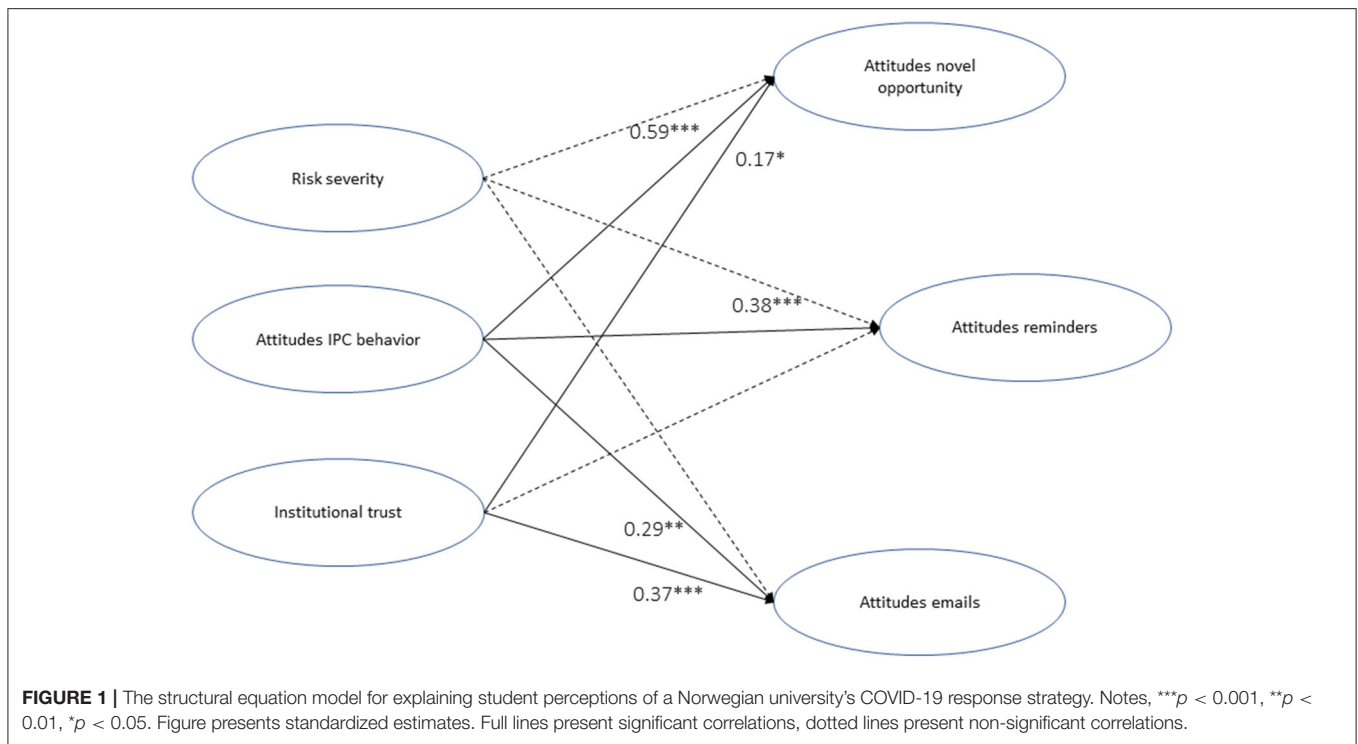 Attitudes novel
opportunity
0.59***
0.17*
Risk severity
0.38***
Attitudes reminders
Attitudes IPC behavior
Institutional trust
0.29**
0.37***
Attitudes emails
FIGURE 1 | The structural equation model for explaining student perceptions of a Norwegian university’s COVID-19 response strategy. Notes, ***p < 0.001, **p <
0.01, *p < 0.05. Figure presents standardized estimates. Full lines present significant correlations, dotted lines present non-significant correlations.